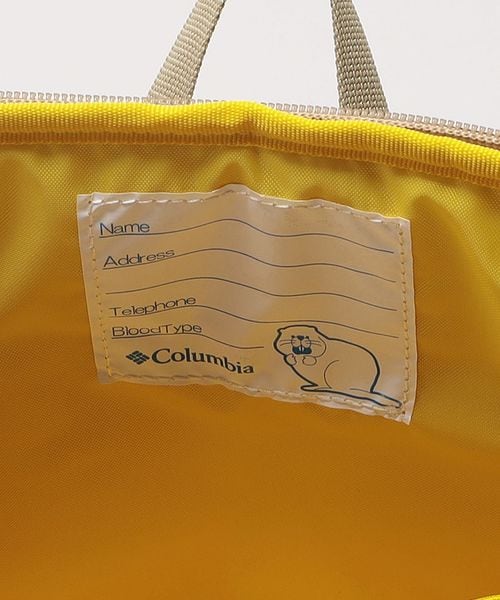 Name
Address
Telephone
BloodType
Columbia